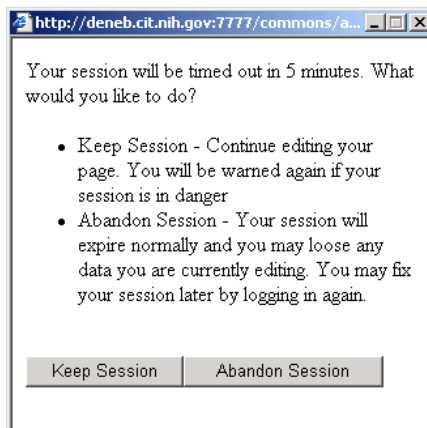 http://deneb.cit.nih.gov:7777/commons/a...
Your session will be timed out in 5 minutes. What
would you like to do?
• Keep Session - Continue editing your
page. You will be warned again if your
session is in danger
• Abandon Session - Your session will
expire normally and you may loose any
data you are currently editing. You may fix
your session later by logging in again.
Keep Session Abandon Session